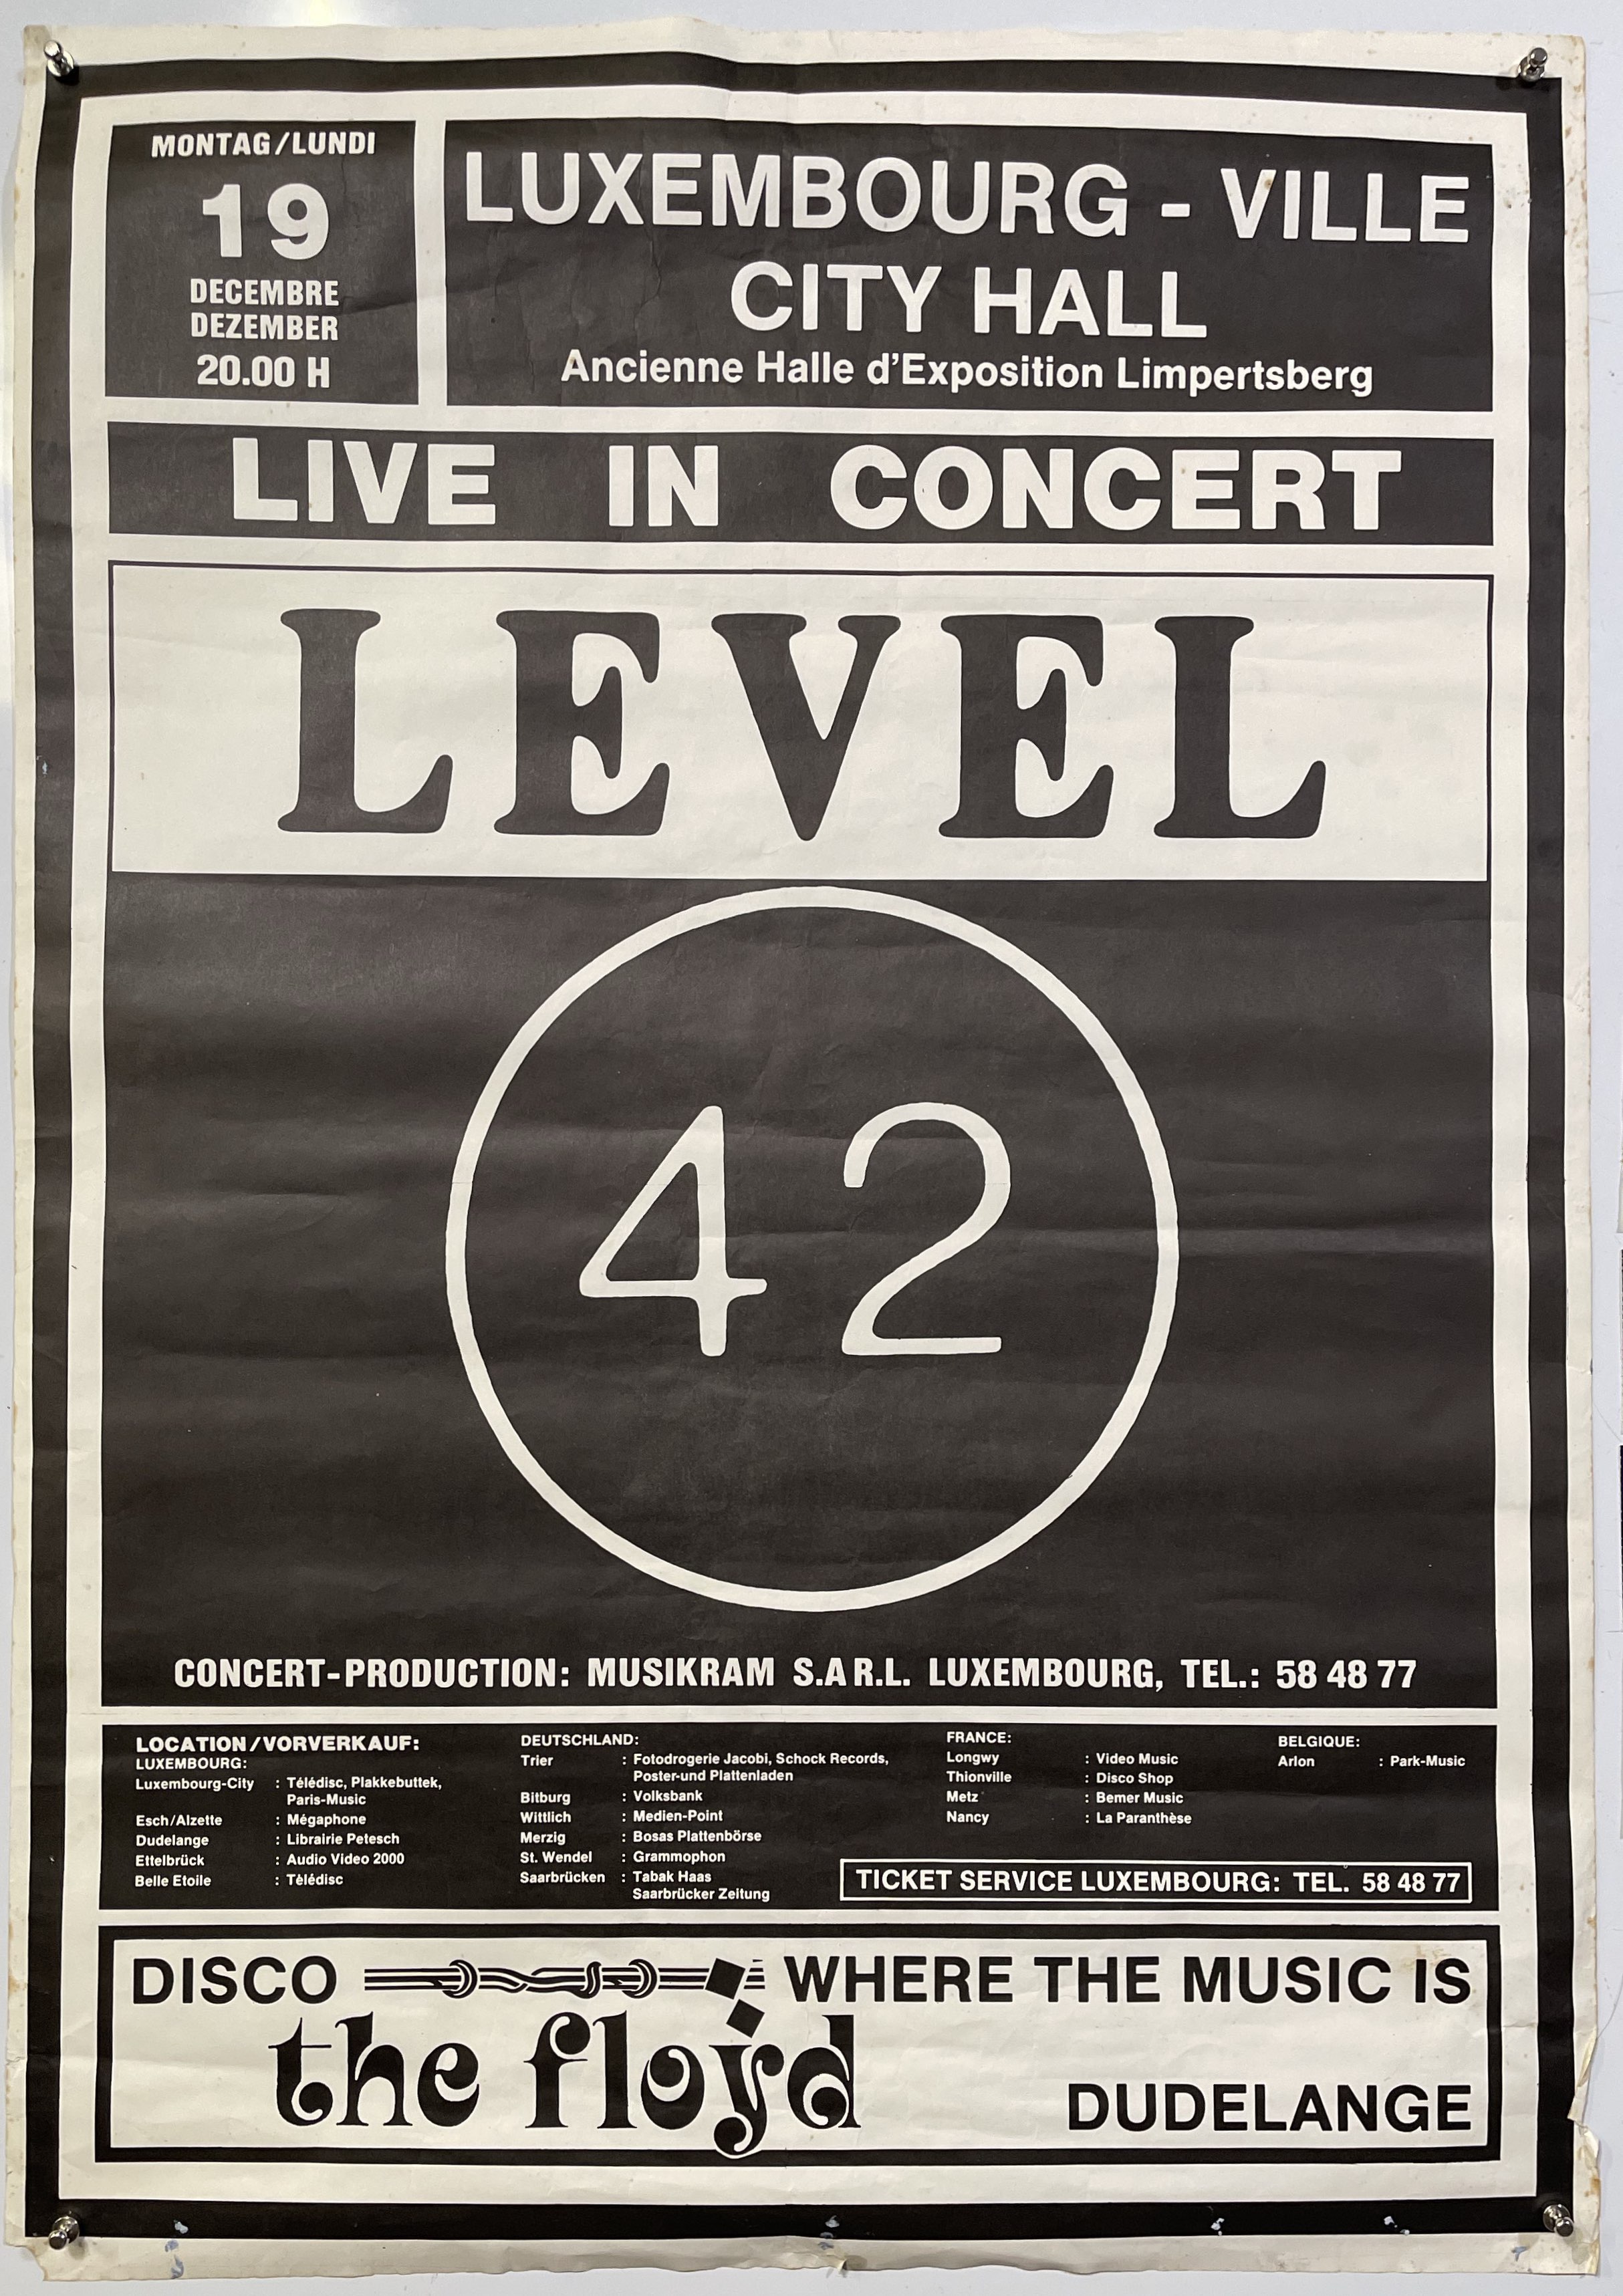 MONTAG/LUNDI
19
DECEMBRE
DEZEMBER
20.00 H
LUXEMBOURG - VILLE
CITY HALL
Ancienne Halle d'Exposition Limpertsberg
LIVE IN CONCERT
LEVEL
42
CONCERT-PRODUCTION: MUSIKRAM S.A R.L. LUXEMBOURG, TEL.: 58 48 77
LOCATION/VORVERKAUF:
LUXEMBOURG:
Luxembourg-City : Télédisc, Plakkebuttek,
Paris-Music
Esch/Alzette : Mégaphone
Dudelange : Librairie Petesch
Ettelbrück : Audio Video 2000
Belle Etoile : Tèlédisc
DEUTSCHLAND:
Trier : Fotodrogerie Jacobi, Schock Records,
Poster-und Plattenladen
Bitburg : Volksbank
Wittlich : Medien-Point
Merzig : Bosas Plattenbörse
St. Wendel : Grammophon
Saarbrücken : Tabak Haas
Saarbrücker Zeitung
FRANCE:
Longwy : Video Music
Thionville : Disco Shop
Metz : Bemer Music
Nancy : La Paranthèse
BELGIQUE:
Arlon : Park-Music
TICKET SERVICE LUXEMBOURG: TEL. 58 48 77
DISCO WHERE THE MUSIC IS
the floyd
DUDELANGE